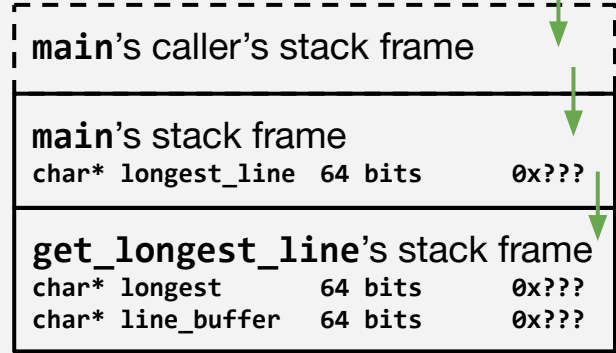 main’s caller’s stack frame
main’s stack frame
char* longest_line 64 bits 0x???
get_longest_line’s stack frame
char* longest 64 bits 0x???
char* line_buffer 64 bits 0x???